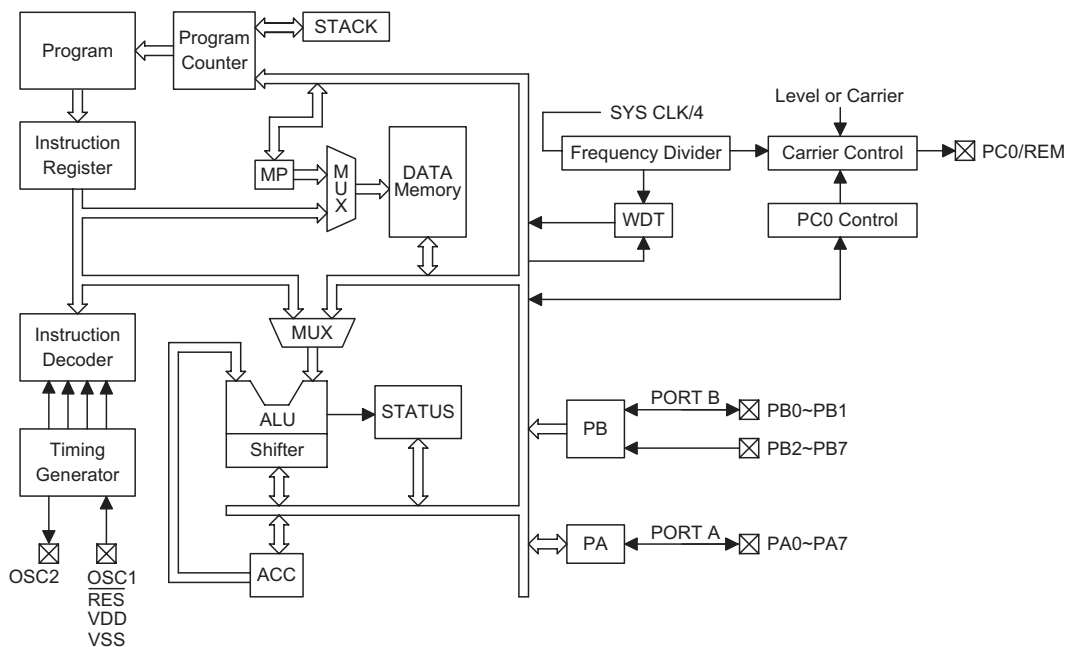 Program
Program
Counter
STACK
Instruction
Register
MP
MUX
DATA
Memory
SYS CLK/4
Frequency Divider
WDT
Level or Carrier
Carrier Control
PC0/REM
PC0 Control
Instruction
Decoder
MUX
ALU
Shifter
STATUS
Timing
Generator
ACC
OSC2
OSC1
RES
VDD
VSS
PB
PORT B
PB0~PB1
PB2~PB7
PA
PORT A
PA0~PA7